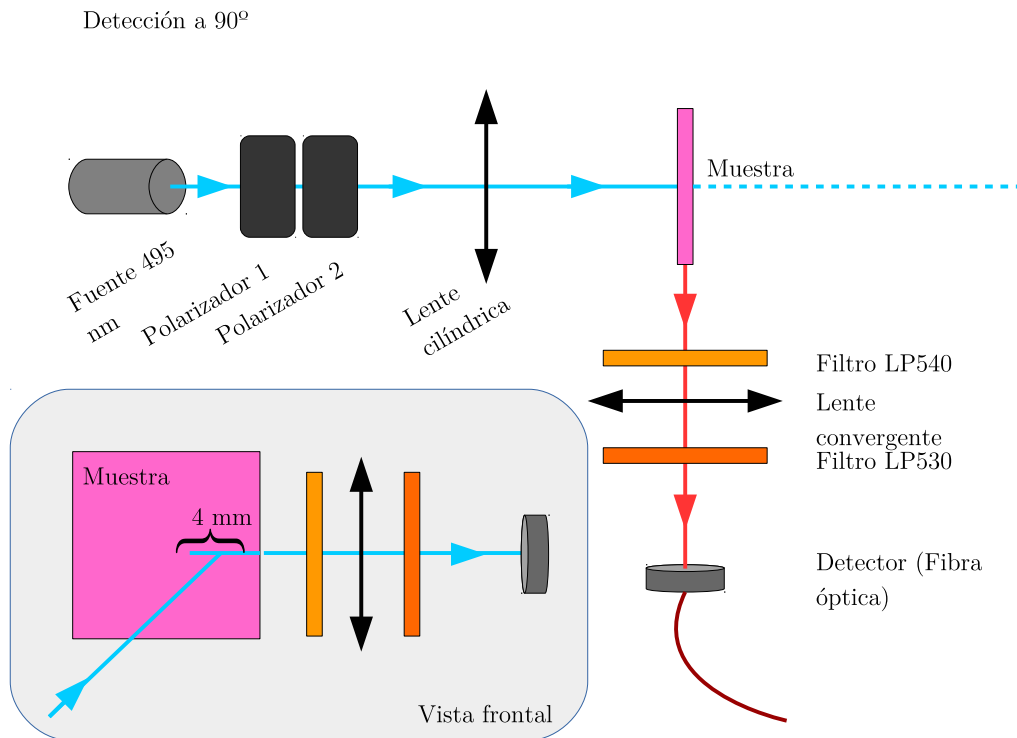 Detección a 90º
Muestra
Fuente 495
nm
Polarizador 1
Polarizador 2
Lente
cilíndrica
Filtro LP540
Lente
convergente
Filtro LP530
Detector (Fibra
óptica)
Muestra
4 mm
Vista frontal